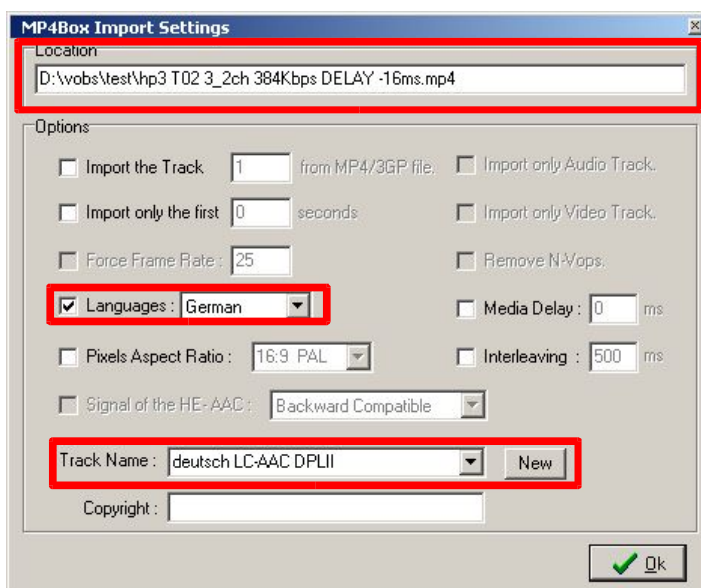 MP4Box Import Settings
Location
D:\vobs\test\hp3 T02 3_2ch 384Kbps DELAY -16ms.mp4
Options
Import the Track 1 from MP4/3GP file. Import only Audio Track.
Import only the first 0 seconds Import only Video Track.
Force Frame Rate : 25 Remove N-Vops.
Languages : German Media Delay : 0 ms
Pixels Aspect Ratio : 16:9 PAL Interleaving : 500 ms
Signal of the HE-AAC : Backward Compatible
Track Name : deutsch LC-AAC DPLII New
Copyright :
Ok